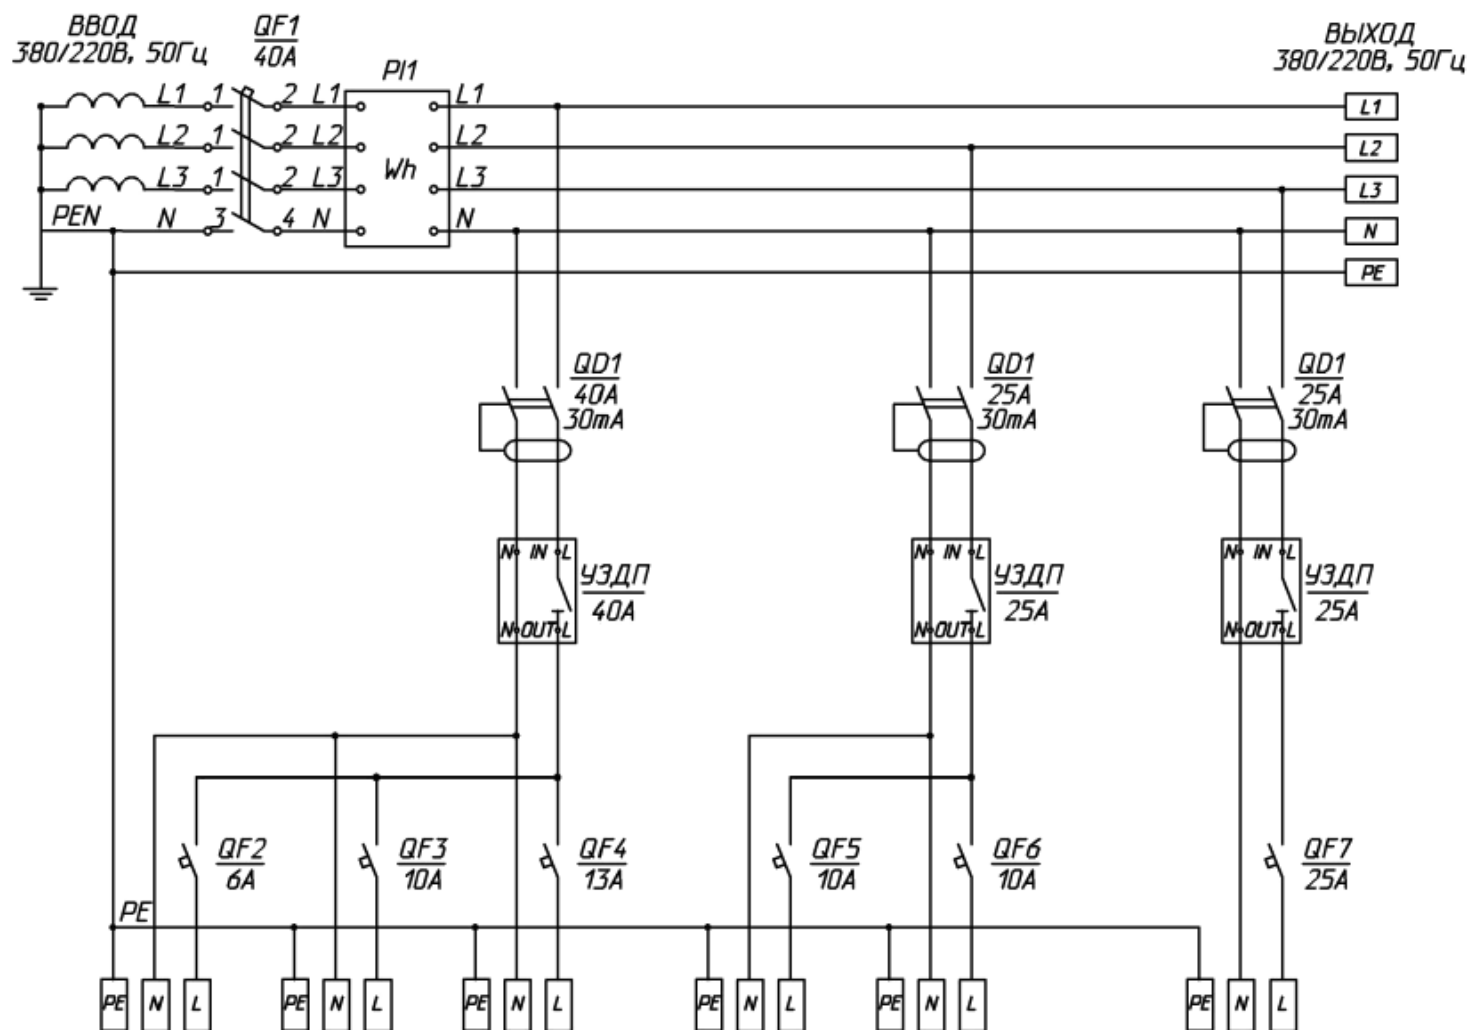 ВВОД
380/220В, 50Гц
QF1
40А
PI1
ВЫХОД
380/220В, 50Гц
L1 1 2 L1 L1 L1
L2 1 2 L2 L2 L2
Wh
L3 1 2 L3 L3 L3
PEN N 3 4 N N N
PE
QD1
40А
30mA
QD1
25А
30mA
QD1
25А
30mA
N IN L
УЗДП
40А
N OUT L
N IN L
УЗДП
25А
N OUT L
N IN L
УЗДП
25А
N OUT L
QF2
6А
QF3
10А
QF4
13А
QF5
10А
QF6
10А
QF7
25А
PE
PE N L PE N L PE N L PE N L PE N L PE N L